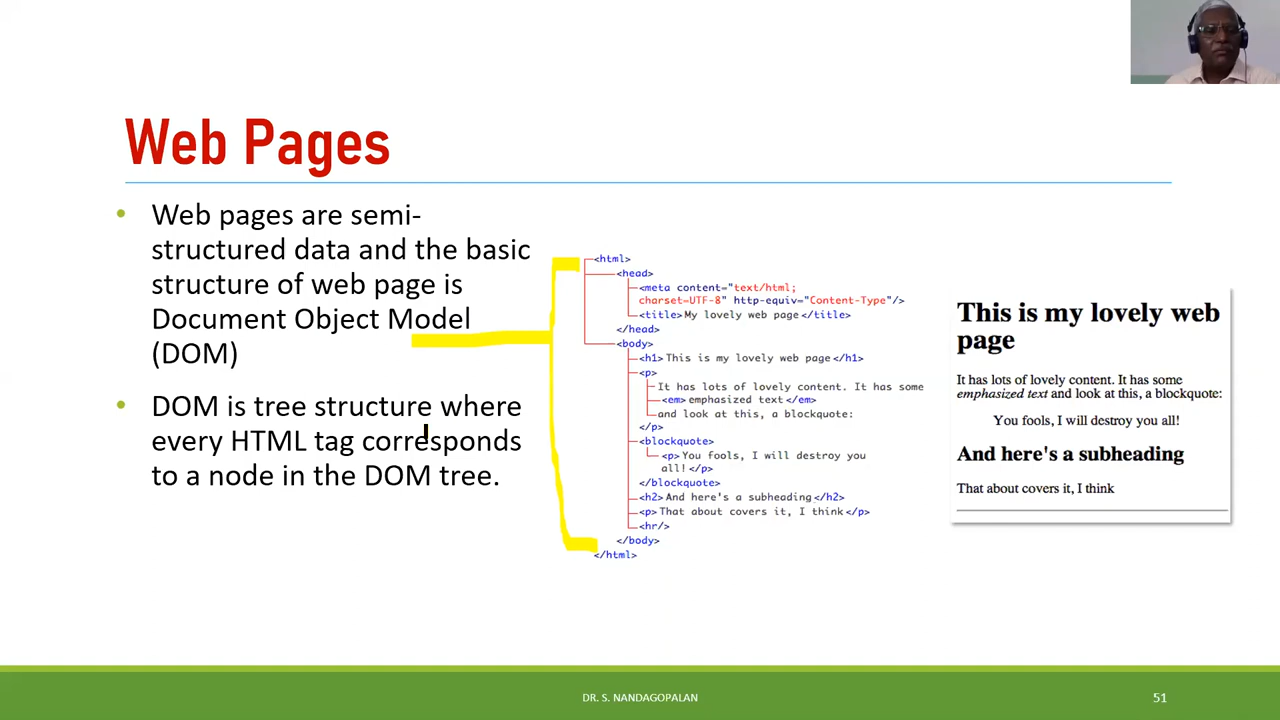 Web Pages
• Web pages are semi-
structured data and the basic
structure of web page is
Document Object Model
(DOM)
• DOM is tree structure where
every HTML tag corresponds
to a node in the DOM tree.
<html>
<head>
<meta content="text/html;
charset=UTF-8" http-equiv="Content-Type"/>
<title>My lovely web page</title>
</head>
<body>
<h1>This is my lovely web page</h1>
<p>
It has lots of lovely content. It has some
<em>emphasized text</em>
and look at this, a blockquote:
</p>
<blockquote>
<p>You fools, I will destroy you
all!</p>
</blockquote>
<h2>And here's a subheading</h2>
<p>That about covers it, I think</p>
<hr/>
</body>
</html>
This is my lovely web
page
It has lots of lovely content. It has some
emphasized text and look at this, a blockquote:
You fools, I will destroy you all!
And here's a subheading
That about covers it, I think
DR. S. NANDAGOPALAN
51